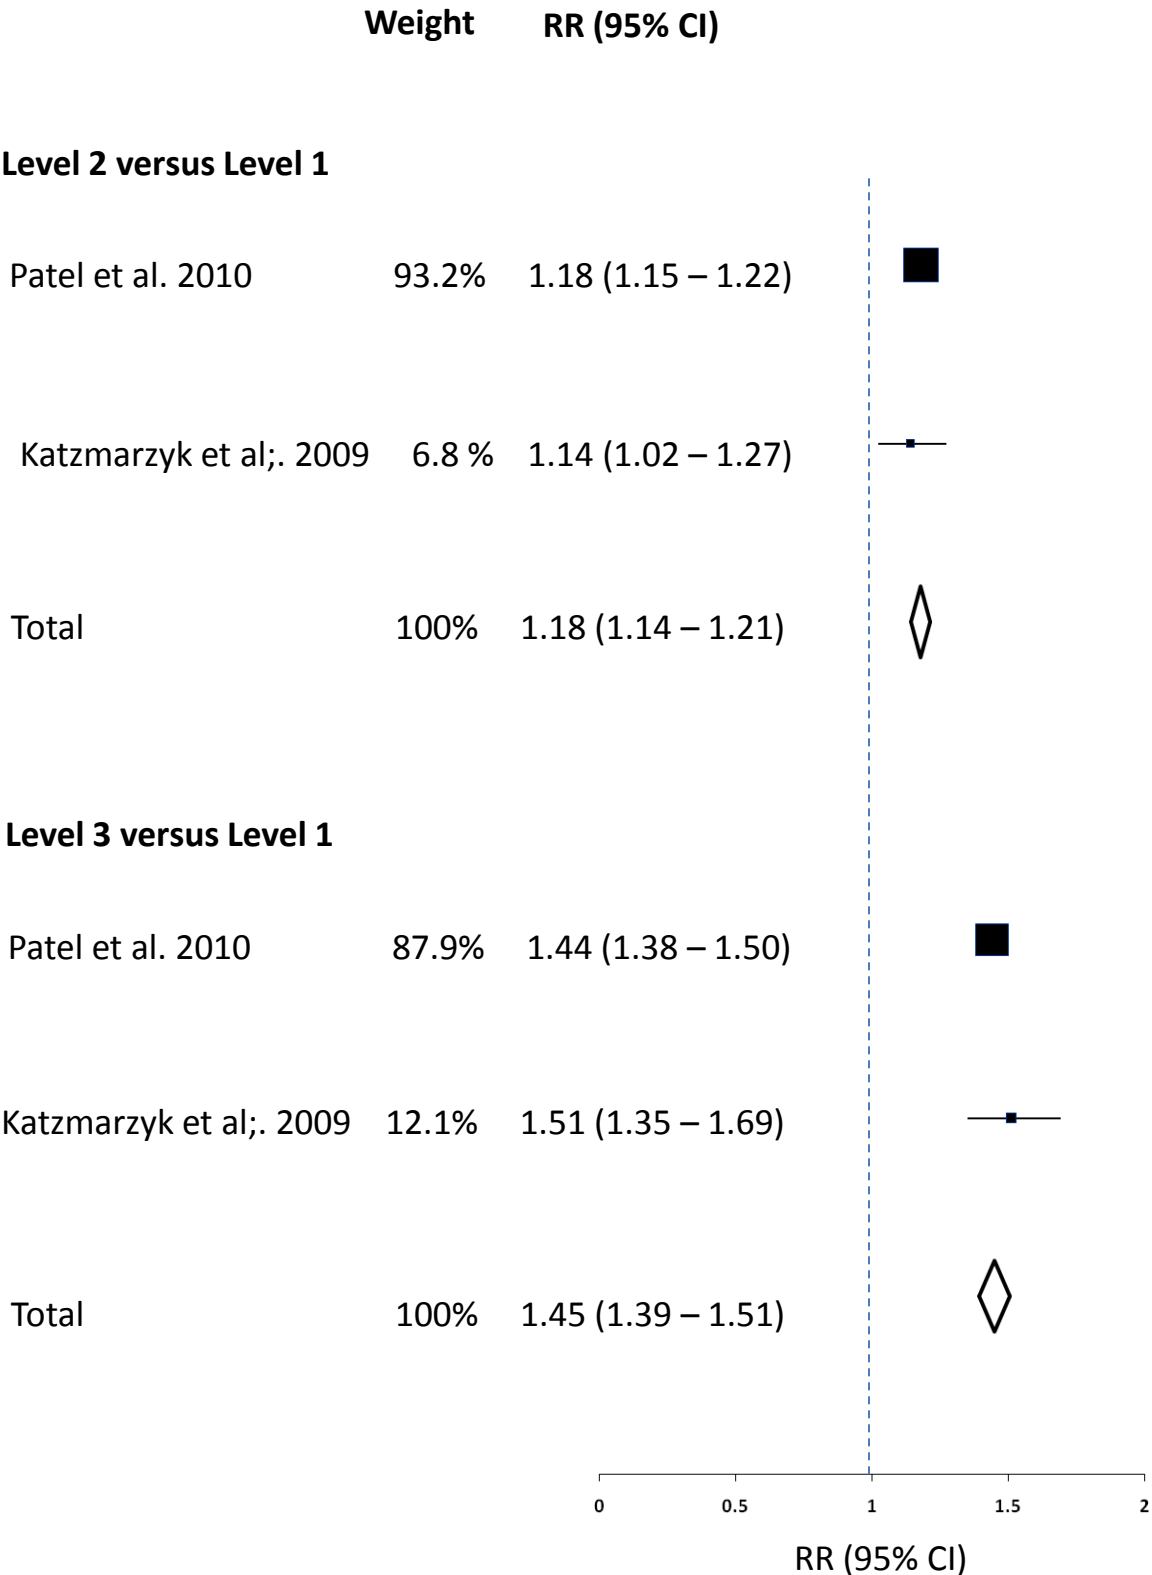 Weight RR (95% CI)
Level 2 versus Level 1
Patel et al. 2010 93.2% 1.18 (1.15 – 1.22)
Katzmarzyk et al;. 2009 6.8 % 1.14 (1.02 – 1.27)
Total 100% 1.18 (1.14 – 1.21)
Level 3 versus Level 1
Patel et al. 2010 87.9% 1.44 (1.38 – 1.50)
Katzmarzyk et al;. 2009 12.1% 1.51 (1.35 – 1.69)
Total 100% 1.45 (1.39 – 1.51)
0 0.5 1 1.5 2
RR (95% CI)